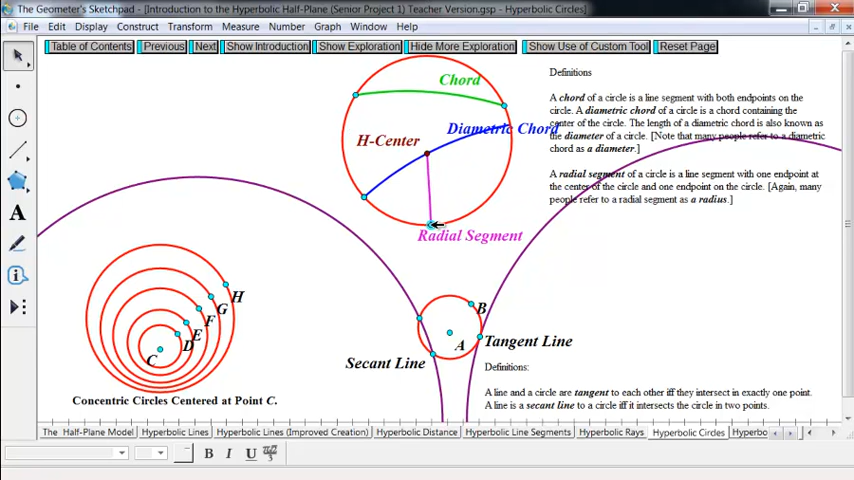 The Geometer's Sketchpad - [Introduction to the Hyperbolic Half-Plane (Senior Project 1) Teacher Version.gsp - Hyperbolic Circles]
File Edit Display Construct Transform Measure Number Graph Window Help
Table of Contents Previous Next Show Introduction Show Exploration Hide More Exploration Show Use of Custom Tool Reset Page
Chord
Diametric Chord
H-Center
Radial Segment
Definitions
A chord of a circle is a line segment with both endpoints on the
circle. A diametric chord of a circle is a chord containing the
center of the circle. The length of a diametric chord is also known as
the diameter of a circle. [Note that many people refer to a diametric
chord as a diameter.]
A radial segment of a circle is a line segment with one endpoint at
the center of the circle and one endpoint on the circle. [Again, many
people refer to a radial segment as a radius.]
H
G
F
E
D
C
Concentric Circles Centered at Point C.
B
A
Tangent Line
Secant Line
Definitions:
A line and a circle are tangent to each other iff they intersect in exactly one point.
A line is a secant line to a circle iff it intersects the circle in two points.
The Half-Plane Model Hyperbolic Lines Hyperbolic Lines (Improved Creation) Hyperbolic Distance Hyperbolic Line Segments Hyperbolic Rays Hyperbolic Circles Hyperbo
A
B I U